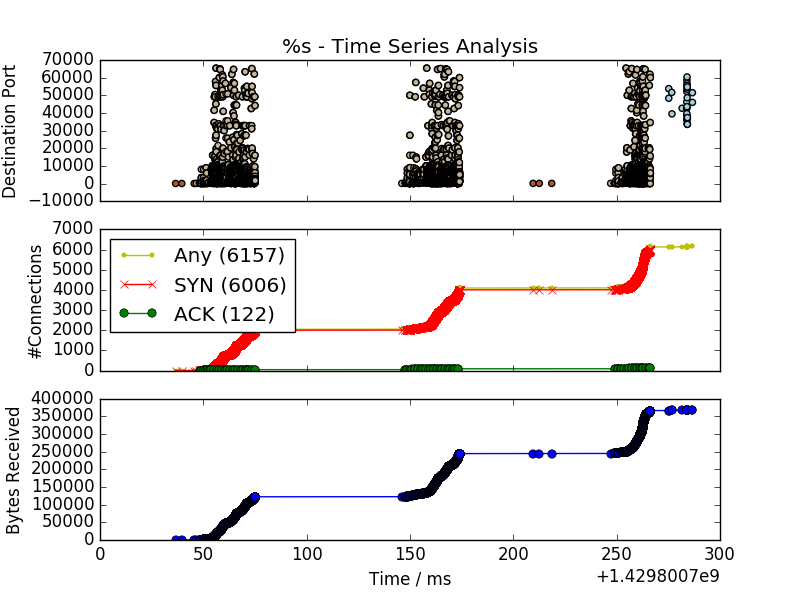 %s - Time Series Analysis
70000
60000
50000
40000
30000
20000
10000
0
−10000
Destination Port
7000
6000
5000
4000
3000
2000
1000
0
#Connections
Any (6157)
SYN (6006)
ACK (122)
400000
350000
300000
250000
200000
150000
100000
50000
0
Bytes Received
0 50 100 150 200 250 300
Time / ms
+1.4298007e9